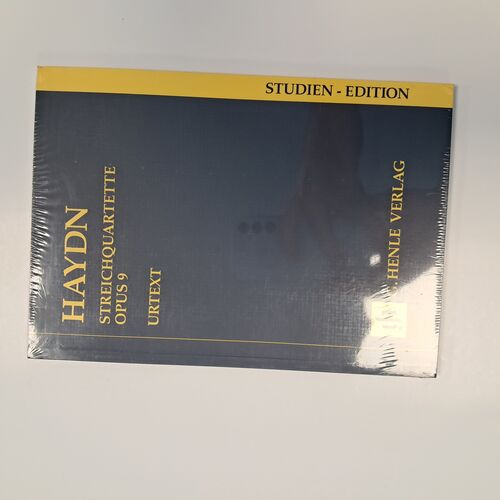 STUDIEN - EDITION
HAYDN
STREICHQUARTETTE
OPUS 9
URTEXT
HENLE VERLAG